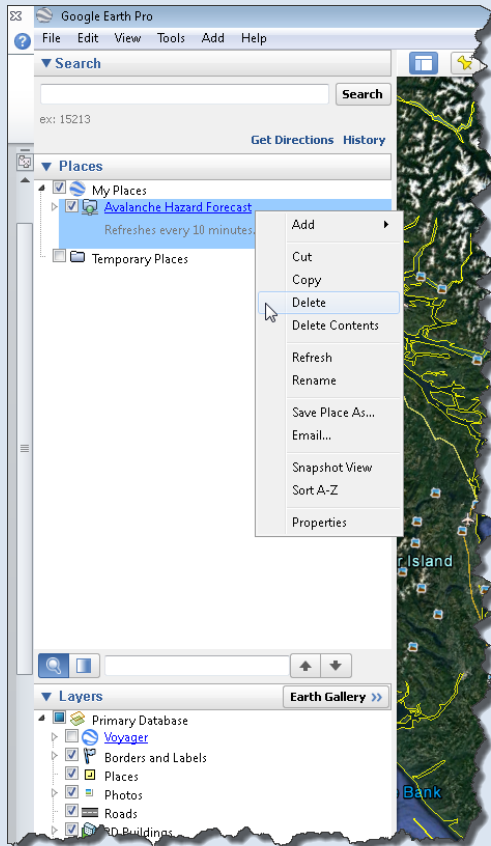 Google Earth Pro
File Edit View Tools Add Help
Search
Search
ex: 15213
Get Directions History
Places
My Places
Avalanche Hazard Forecast
Refreshes every 10 minutes.
Temporary Places
Add
Cut
Copy
Delete
Delete Contents
Refresh
Rename
Save Place As...
Email...
Snapshot View
Sort A-Z
Properties
r Island
Layers
Earth Gallery >>
Primary Database
Voyager
Borders and Labels
Places
Photos
Bank
Roads
3D Buildings